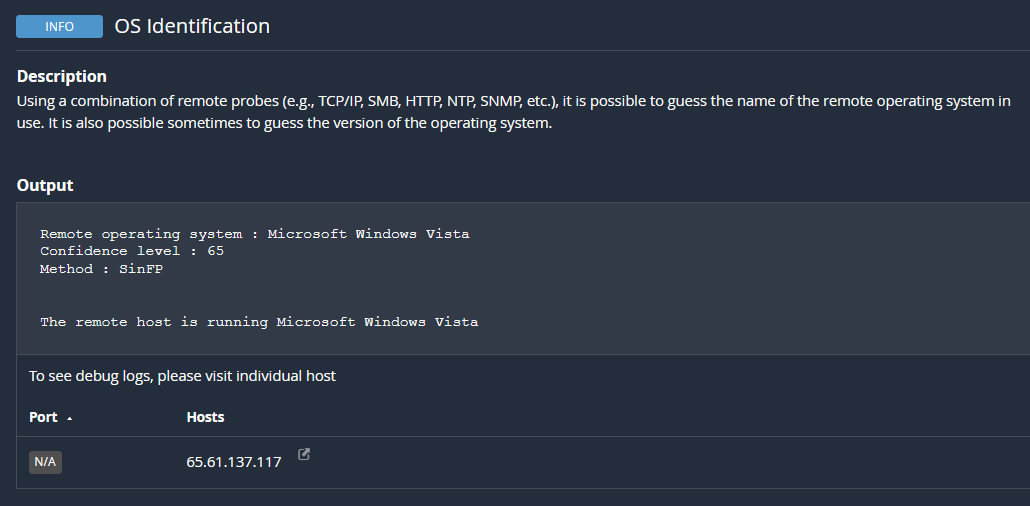 INFO OS Identification
Description
Using a combination of remote probes (e.g., TCP/IP, SMB, HTTP, NTP, SNMP, etc.), it is possible to guess the name of the remote operating system in
use. It is also possible sometimes to guess the version of the operating system.
Output
Remote operating system : Microsoft Windows Vista
Confidence level : 65
Method : SinFP
The remote host is running Microsoft Windows Vista
To see debug logs, please visit individual host
Port Hosts
N/A 65.61.137.117